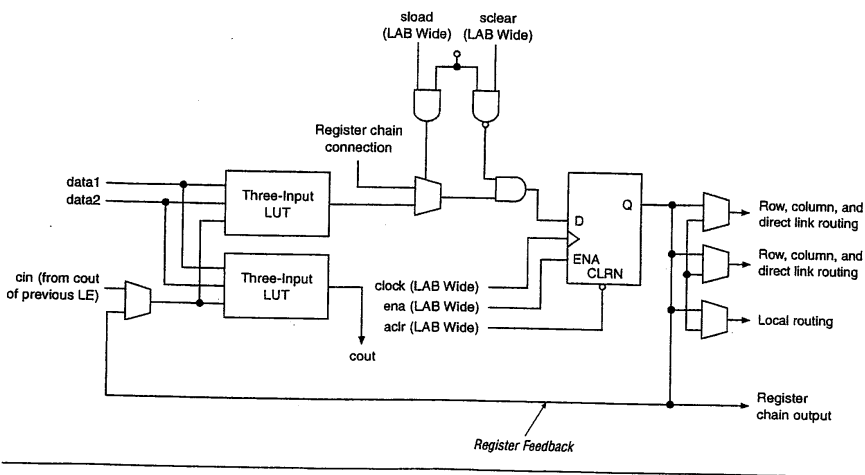 sload
(LAB Wide)
sclear
(LAB Wide)
Register chain
connection
data1
data2
Three-Input
LUT
Three-Input
LUT
cin (from cout
of previous LE)
cout
clock (LAB Wide)
ena (LAB Wide)
aclr (LAB Wide)
D
Q
ENA
CLRN
Row, column, and
direct link routing
Row, column, and
direct link routing
Local routing
Register
chain output
Register Feedback